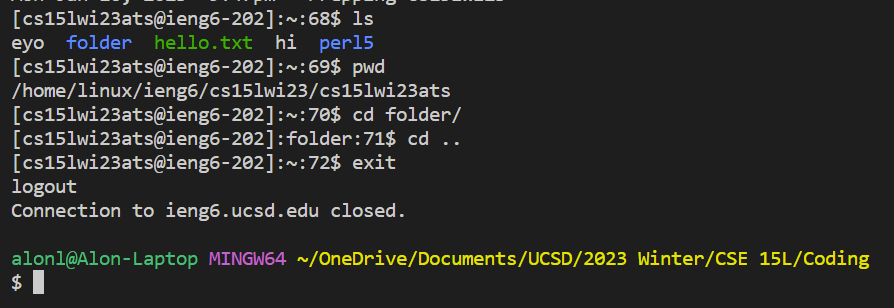 [cs15lwi23ats@ieng6-202]:~:68$ ls
eyo folder hello.txt hi perl5
[cs15lwi23ats@ieng6-202]:~:69$ pwd
/home/linux/ieng6/cs15lwi23/cs15lwi23ats
[cs15lwi23ats@ieng6-202]:~:70$ cd folder/
[cs15lwi23ats@ieng6-202]:folder:71$ cd ..
[cs15lwi23ats@ieng6-202]:~:72$ exit
logout
Connection to ieng6.ucsd.edu closed.
alonl@Alon-Laptop MINGW64 ~/OneDrive/Documents/UCSD/2023 Winter/CSE 15L/Coding
$